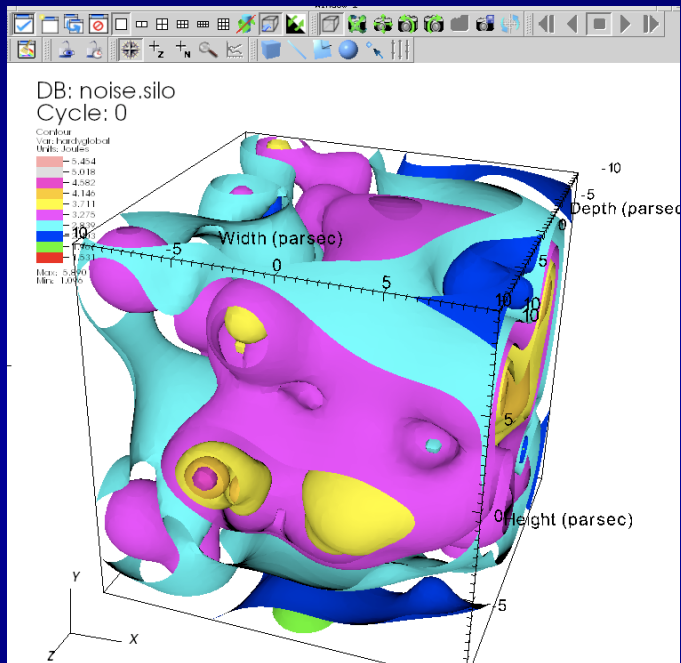 DB: noise.silo
Cycle: 0
Contour
Var: hardyglobal
Units: Joules
5.454
5.018
4.582
4.146
3.711
3.275
Max: 5.890
Min: 1.096
-10
-5
0
5
10
Depth (parsec
Width (parsec)
10
-5
0
5
10
-10
5
0
Height (parsec)
-5
Y
X
Z
+z
+N